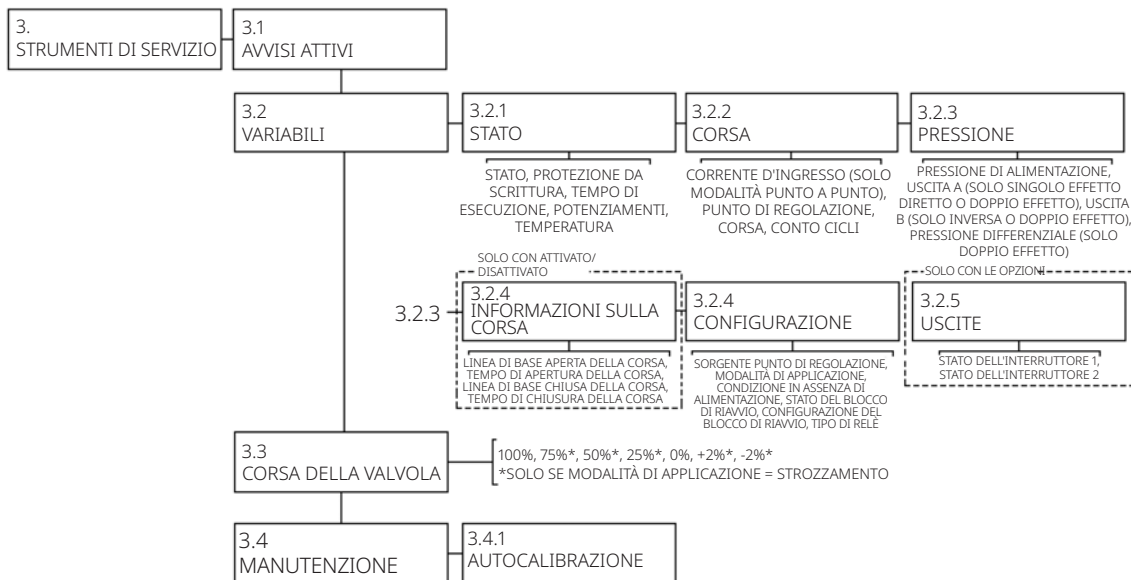 3.
STRUMENTI DI SERVIZIO
3.1
AVVISI ATTIVI
3.2
VARIABILI
3.2.1
STATO
3.2.2
CORSA
3.2.3
PRESSIONE
STATO, PROTEZIONE DA
SCRITTURA, TEMPO DI
ESECUZIONE, POTENZIAMENTI,
TEMPERATURA
CORRENTE D'INGRESSO (SOLO
MODALITÀ PUNTO A PUNTO),
PUNTO DI REGOLAZIONE,
CORSA, CONTO CICLI
PRESSIONE DI ALIMENTAZIONE,
USCITA A (SOLO SINGOLO EFFETTO
DIRETTO O DOPPIO EFFETTO), USCITA
B (SOLO INVERSA O DOPPIO EFFETTO),
PRESSIONE DIFFERENZIALE (SOLO
DOPPIO EFFETTO)
3.2.3
SOLO CON ATTIVATO/
DISATTIVATO
3.2.4
INFORMAZIONI SULLA
CORSA
LINEA DI BASE APERTA DELLA CORSA,
TEMPO DI APERTURA DELLA CORSA,
LINEA DI BASE CHIUSA DELLA CORSA,
TEMPO DI CHIUSURA DELLA CORSA
3.2.4
CONFIGURAZIONE
SORGENTE PUNTO DI REGOLAZIONE,
MODALITÀ DI APPLICAZIONE,
CONDIZIONE IN ASSENZA DI
ALIMENTAZIONE, STATO DEL BLOCCO
DI RIAVVIO, CONFIGURAZIONE DEL
BLOCCO DI RIAVVIO, TIPO DI RELÈ
SOLO CON LE OPZIONI
3.2.5
USCITE
STATO DELL'INTERRUTTORE 1,
STATO DELL'INTERRUTTORE 2
3.3
CORSA DELLA VALVOLA
100%, 75%*, 50%*, 25%*, 0%, +2%*, -2%*
*SOLO SE MODALITÀ DI APPLICAZIONE = STROZZAMENTO
3.4
MANUTENZIONE
3.4.1
AUTOCALIBRAZIONE